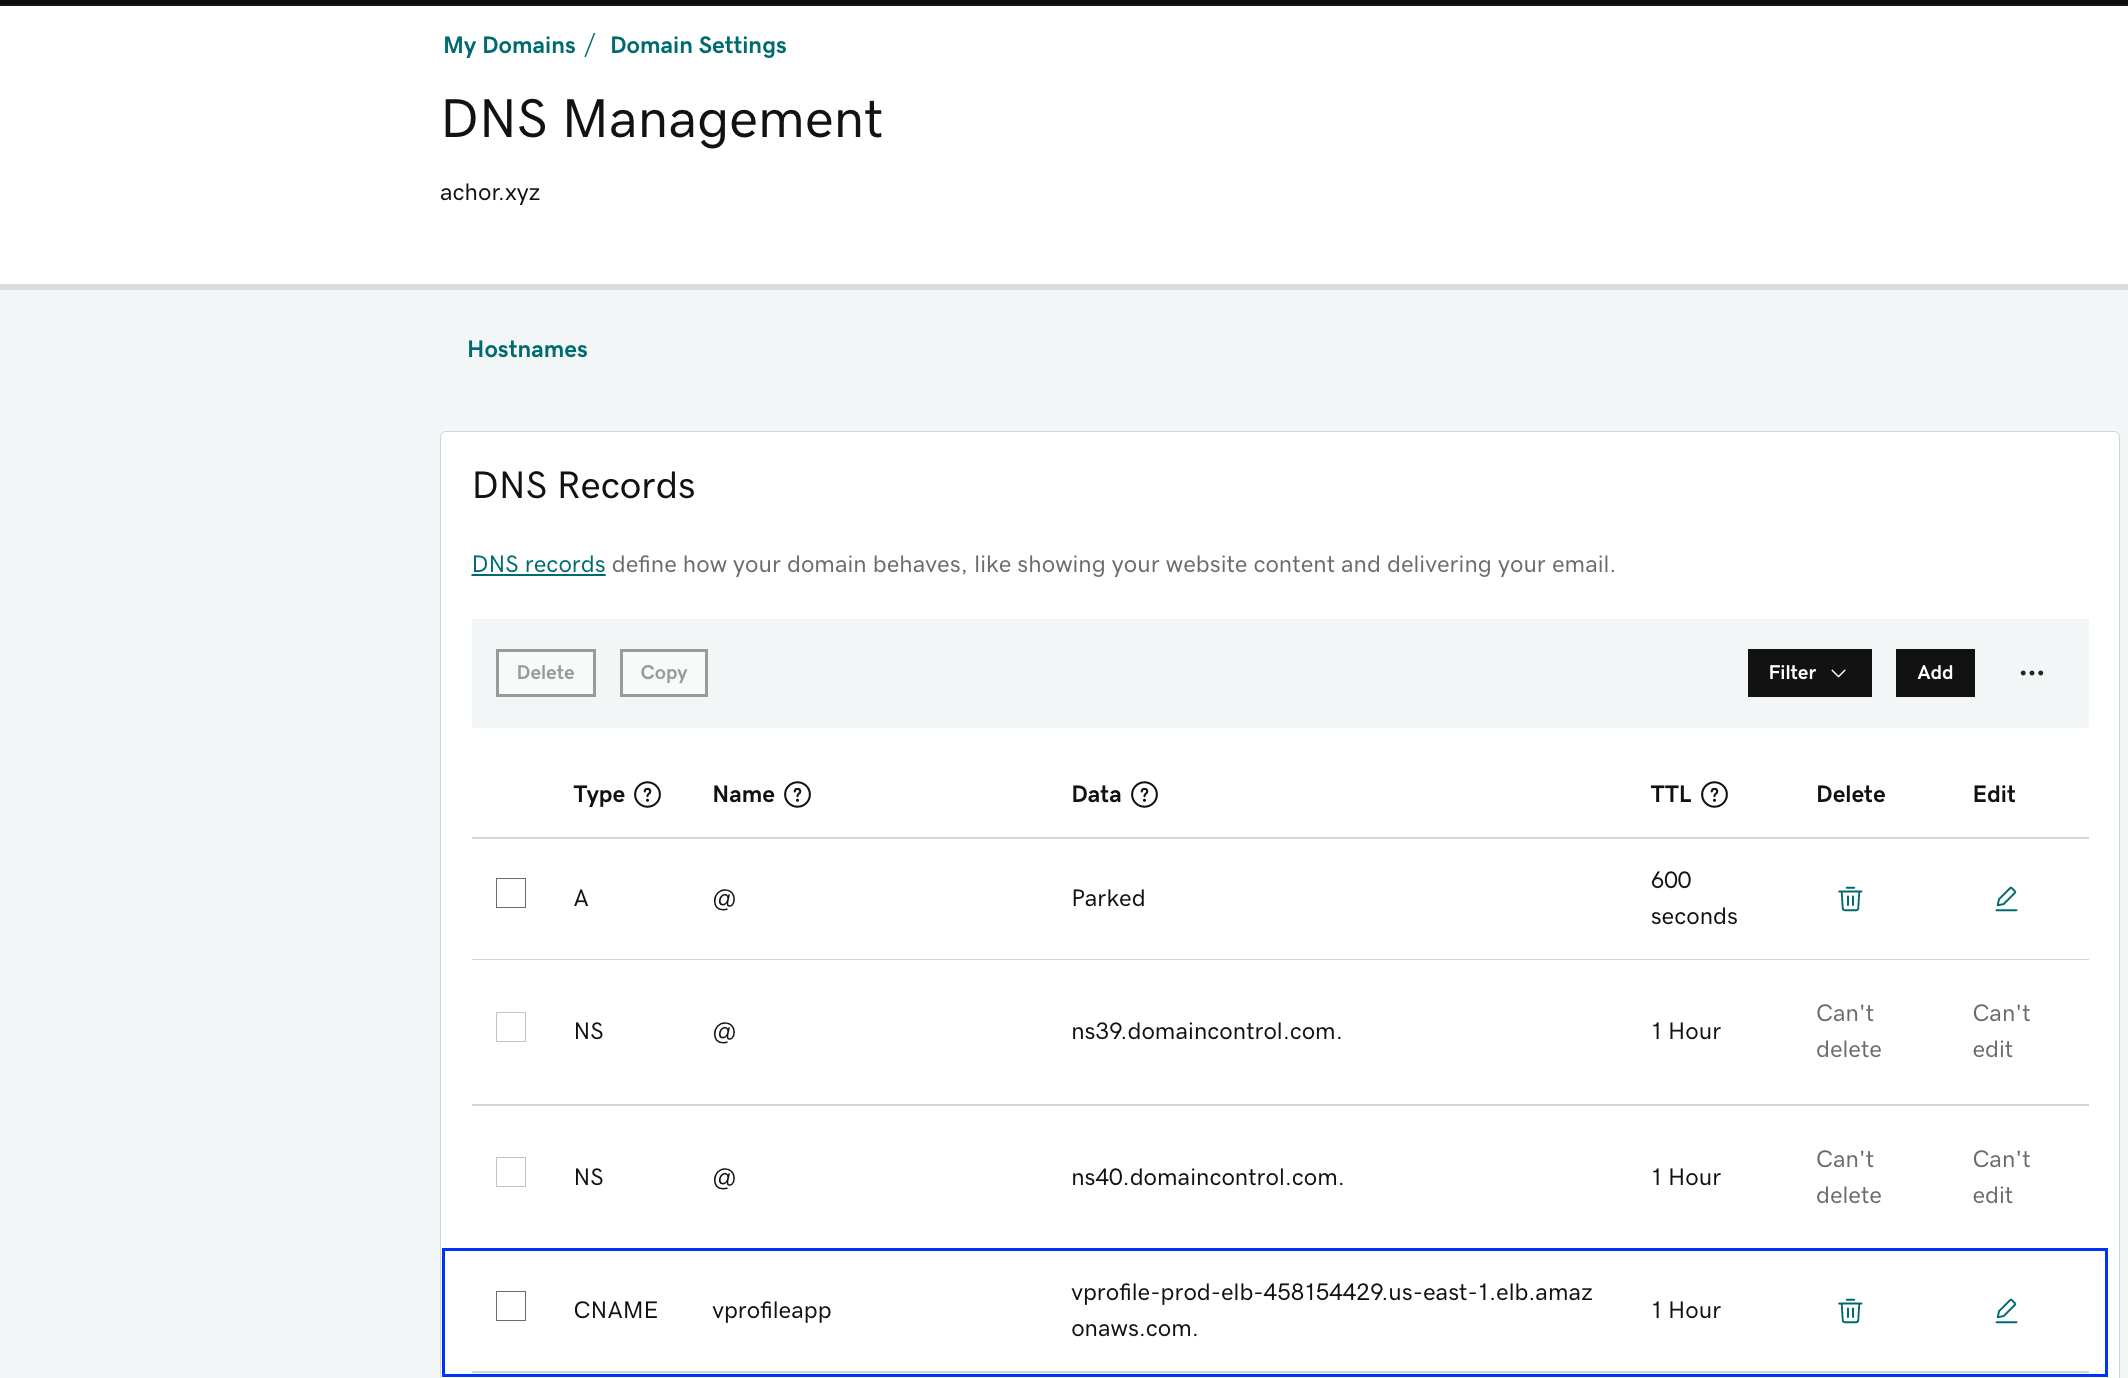 My Domains / Domain Settings
DNS Management
achor.xyz
Hostnames
DNS Records
DNS records define how your domain behaves, like showing your website content and delivering your email.
Delete Copy Filter Add ...
Type ? Name ? Data ? TTL ? Delete Edit
A @ Parked 600 seconds
NS @ ns39.domaincontrol.com. 1 Hour Can't delete Can't edit
NS @ ns40.domaincontrol.com. 1 Hour Can't delete Can't edit
CNAME vprofileapp vprofile-prod-elb-458154429.us-east-1.elb.amaz
onaws.com. 1 Hour